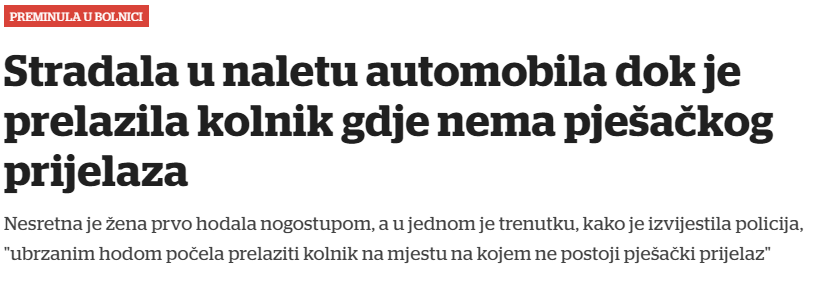 PREMINULA U BOLNICI
Stradala u naletu automobila dok je
prelazila kolnik gdje nema pješačkog
prijelaza
Nesretna je žena prvo hodala nogostupom, a u jednom je trenutku, kako je izvijestila policija,
"ubrzanim hodom počela prelaziti kolnik na mjestu na kojem ne postoji pješački prijelaz"